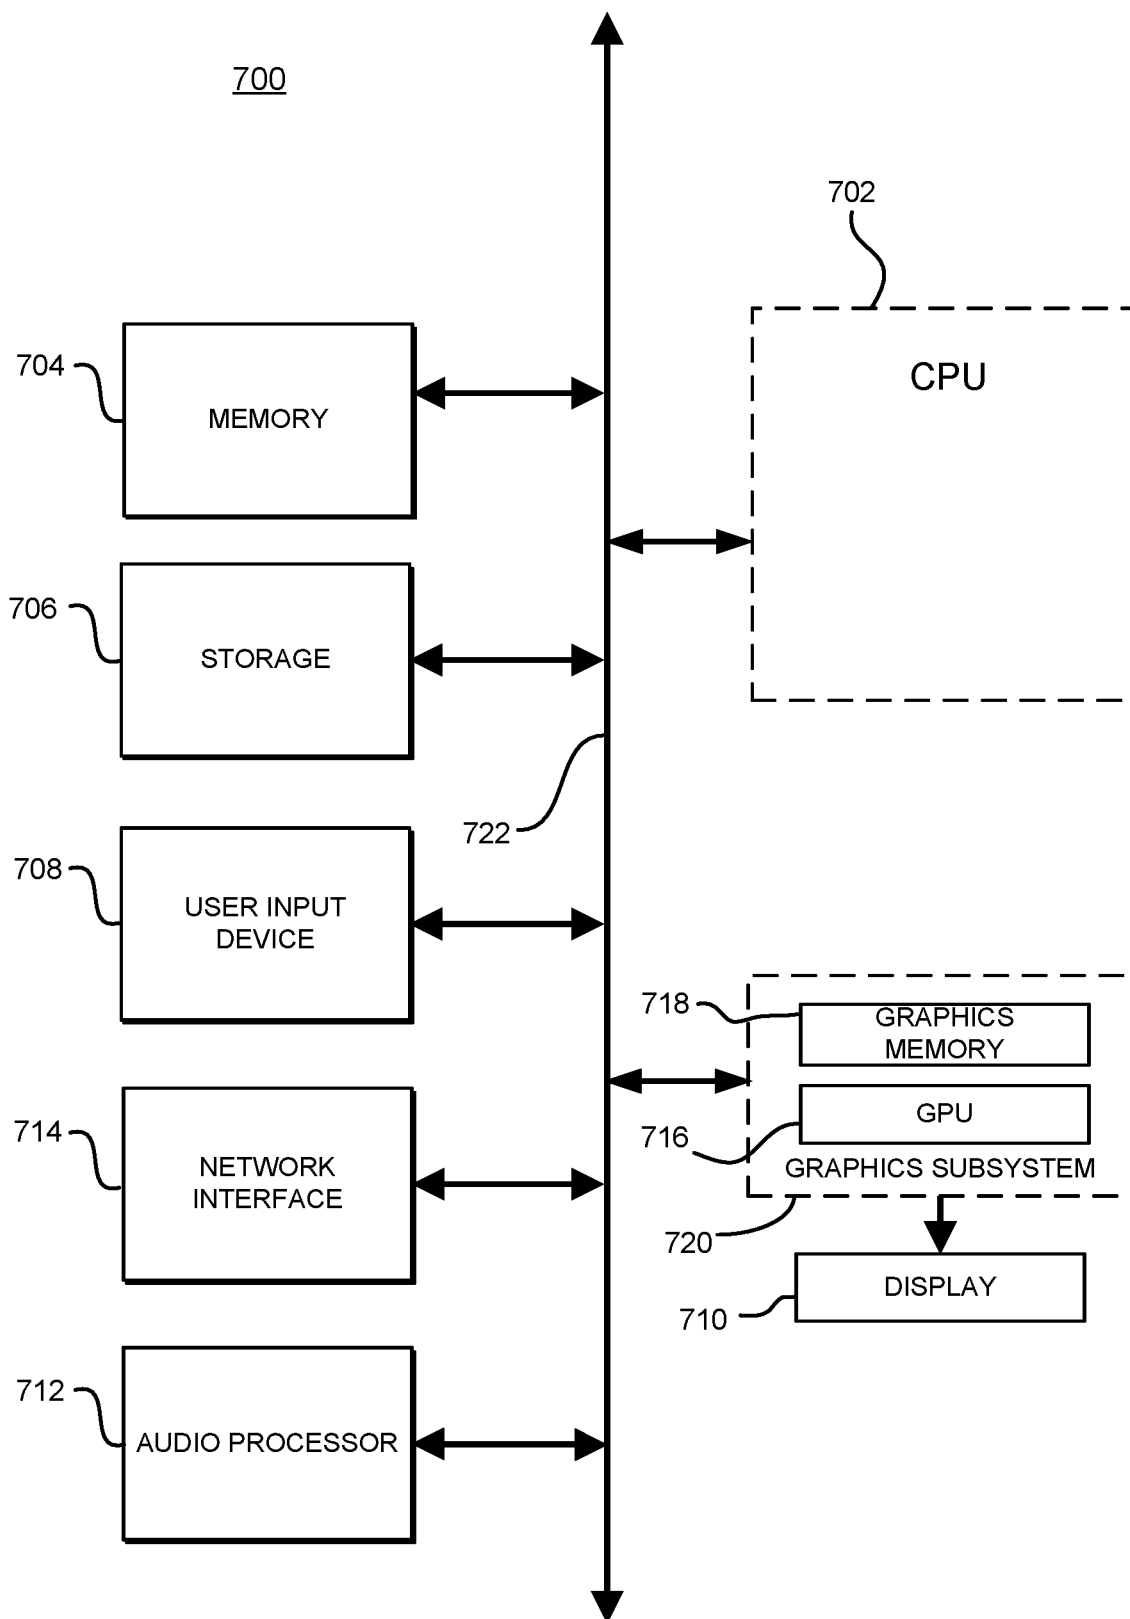 700
702
CPU
704
MEMORY
706
STORAGE
722
708
USER INPUT
DEVICE
718
GRAPHICS
MEMORY
716
GPU
GRAPHICS SUBSYSTEM
714
NETWORK
INTERFACE
720
DISPLAY
710
712
AUDIO PROCESSOR